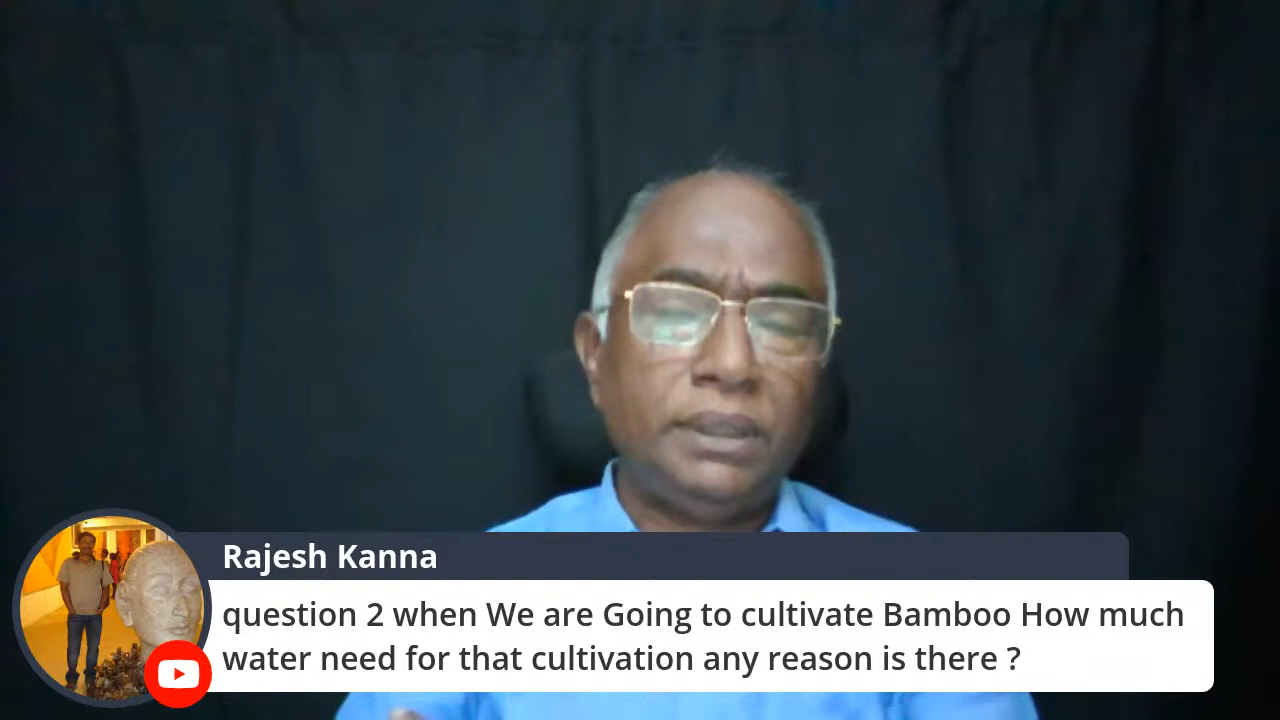 Rajesh Kanna
question 2 when We are Going to cultivate Bamboo How much
water need for that cultivation any reason is there ?